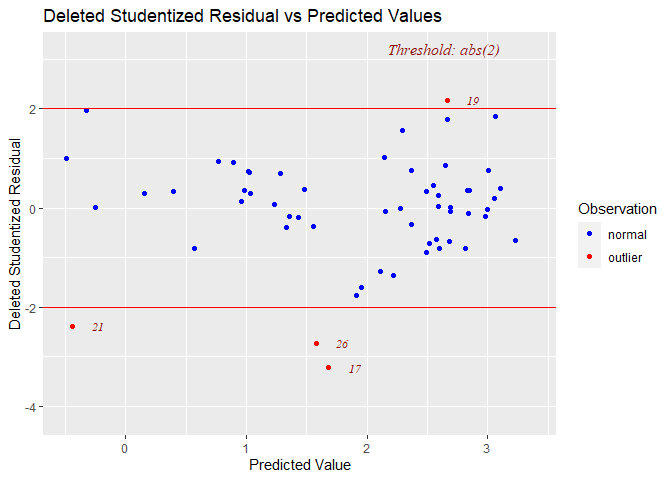 Deleted Studentized Residual vs Predicted Values
Threshold: abs(2)
19
2
0
-2
-4
21
26
17
Deleted Studentized Residual
0
1
2
3
Predicted Value
Observation
normal
outlier